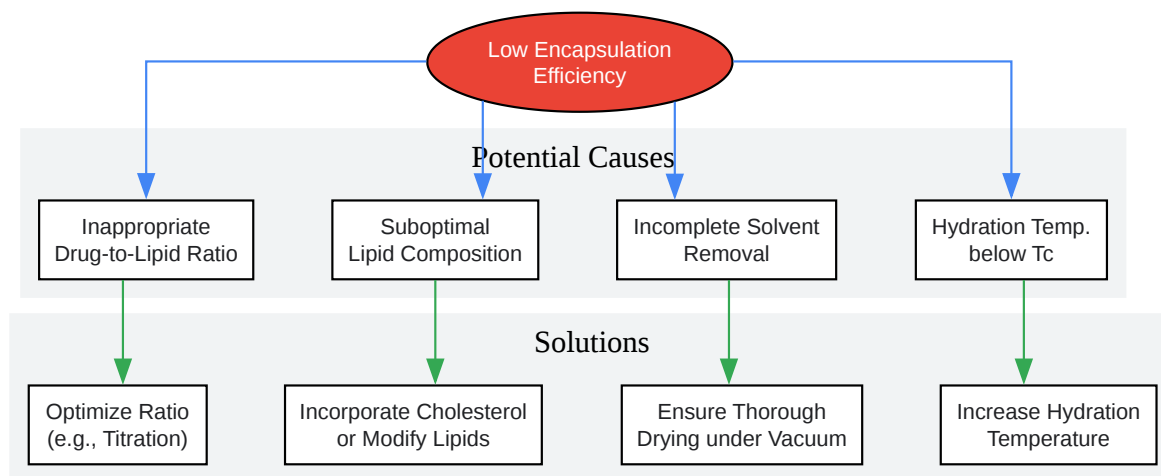 Low Encapsulation
Efficiency
Potential Causes
Inappropriate
Drug-to-Lipid Ratio
Suboptimal
Lipid Composition
Incomplete Solvent
Removal
Hydration Temp.
below Tc
Solutions
Optimize Ratio
(e.g., Titration)
Incorporate Cholesterol
or Modify Lipids
Ensure Thorough
Drying under Vacuum
Increase Hydration
Temperature